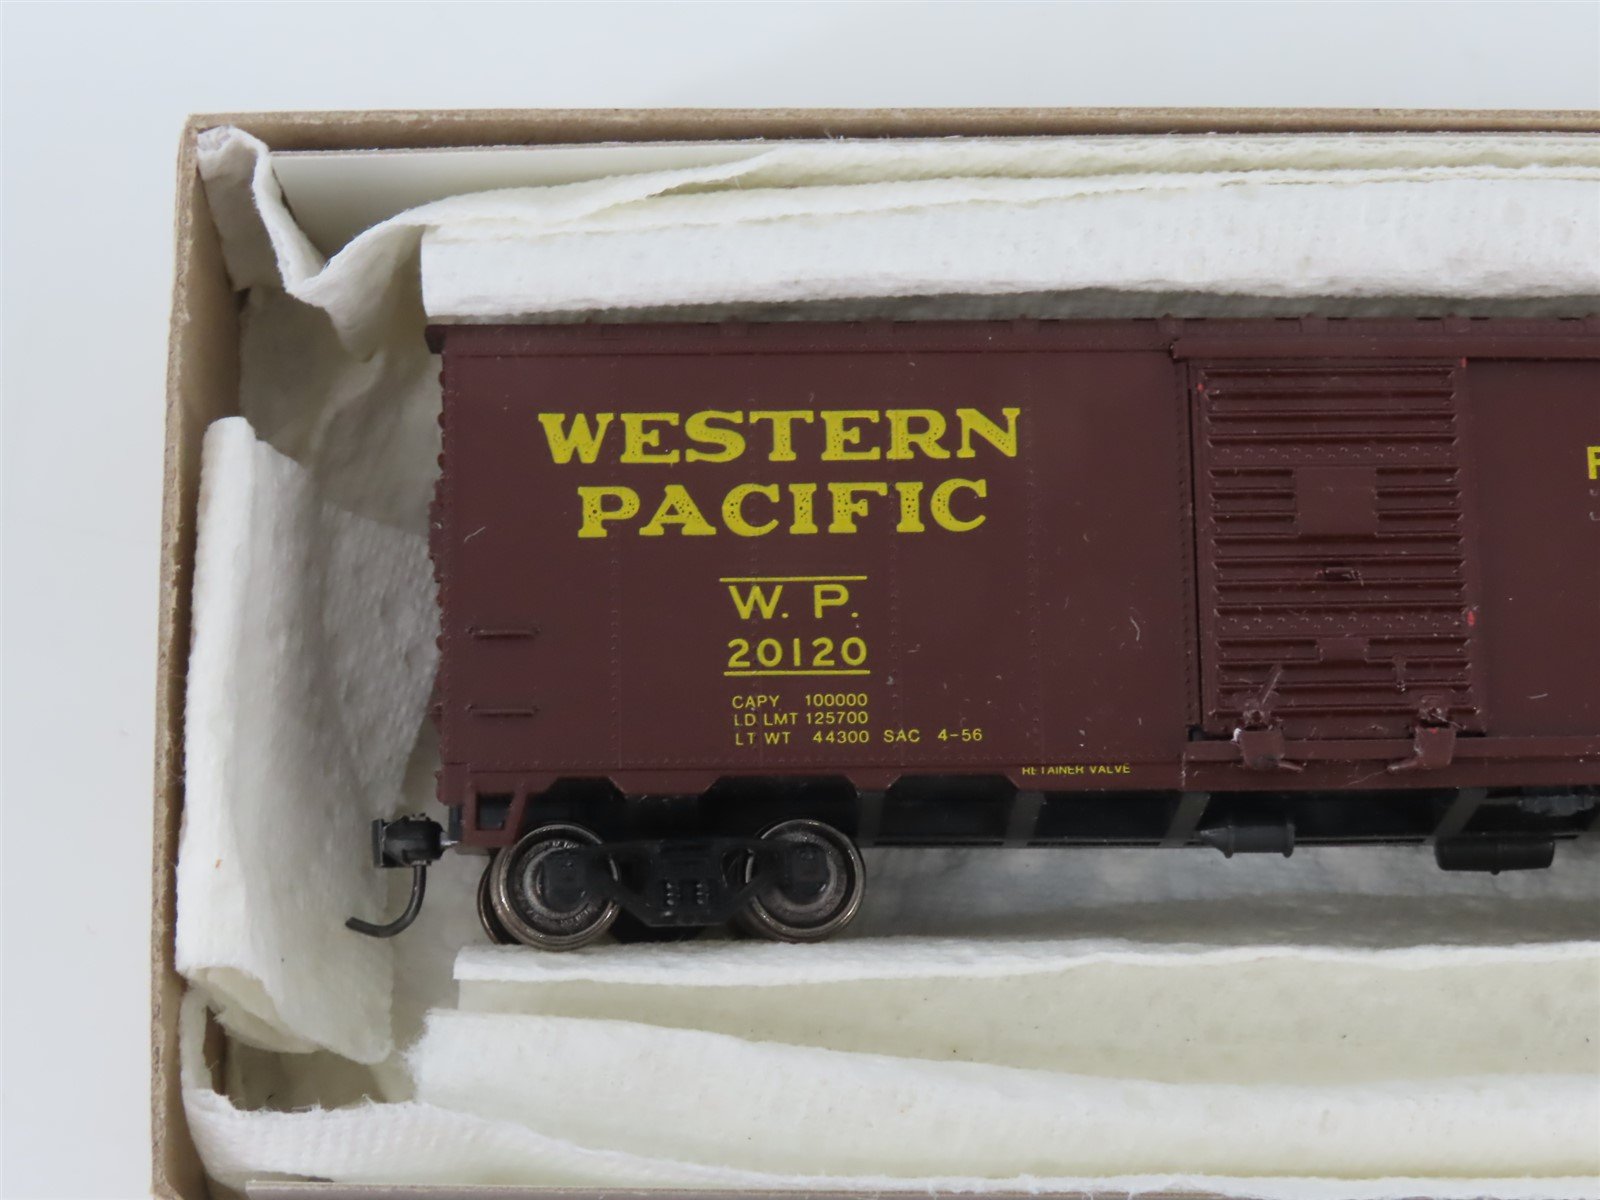 WESTERN
PACIFIC
W. P.
20120
CAPY 100000
LD LMT 125700
LT WT 44300 SAC 4-56
RETAINER VALVE